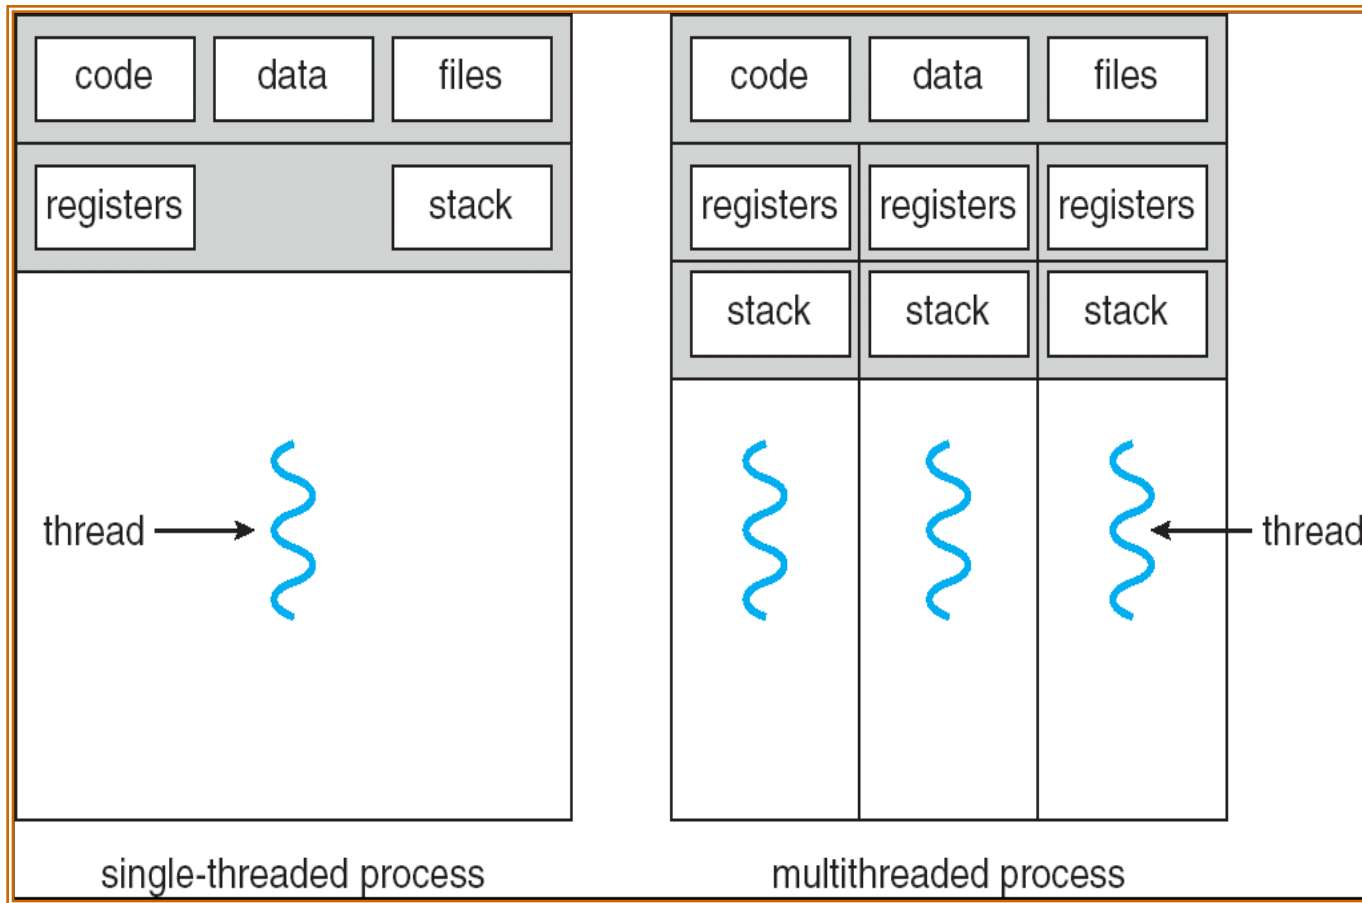 code data files code data files
registers stack registers registers registers
stack stack stack
thread thread
single-threaded process multithreaded process